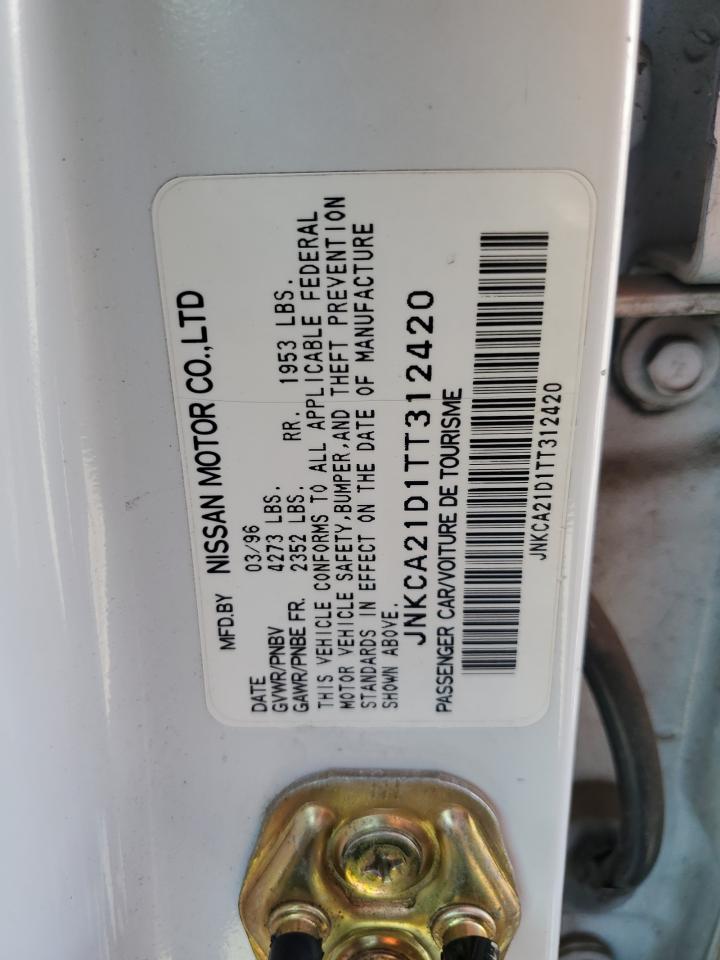 MFD.BY NISSAN MOTOR CO.,LTD
DATE 03/96
GVWR/PNBV 4273 LBS.
GAWR/PNBE FR. 2352 LBS. RR. 1953 LBS.
THIS VEHICLE CONFORMS TO ALL APPLICABLE FEDERAL
MOTOR VEHICLE SAFETY,BUMPER,AND THEFT PREVENTION
STANDARDS IN EFFECT ON THE DATE OF MANUFACTURE
SHOWN ABOVE.
JNKCA21D1TT312420
PASSENGER CAR/VOITURE DE TOURISME
JNKCA21D1TT312420